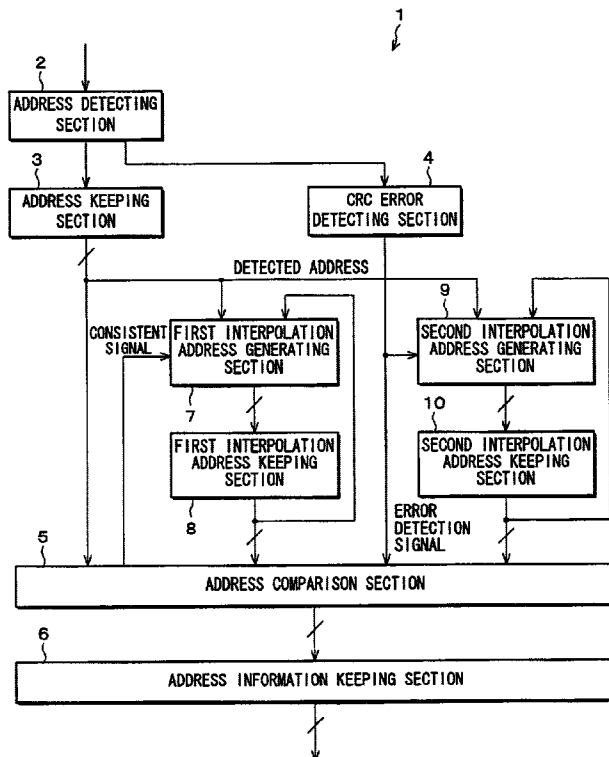 1
2
ADDRESS DETECTING
SECTION
3
ADDRESS KEEPING
SECTION
4
CRC ERROR
DETECTING SECTION
DETECTED ADDRESS
CONSISTENT
SIGNAL
FIRST INTERPOLATION
ADDRESS GENERATING
SECTION
7
9
SECOND INTERPOLATION
ADDRESS GENERATING
SECTION
FIRST INTERPOLATION
ADDRESS KEEPING
SECTION
8
10
SECOND INTERPOLATION
ADDRESS KEEPING
SECTION
ERROR
DETECTION
SIGNAL
5
ADDRESS COMPARISON SECTION
6
ADDRESS INFORMATION KEEPING SECTION